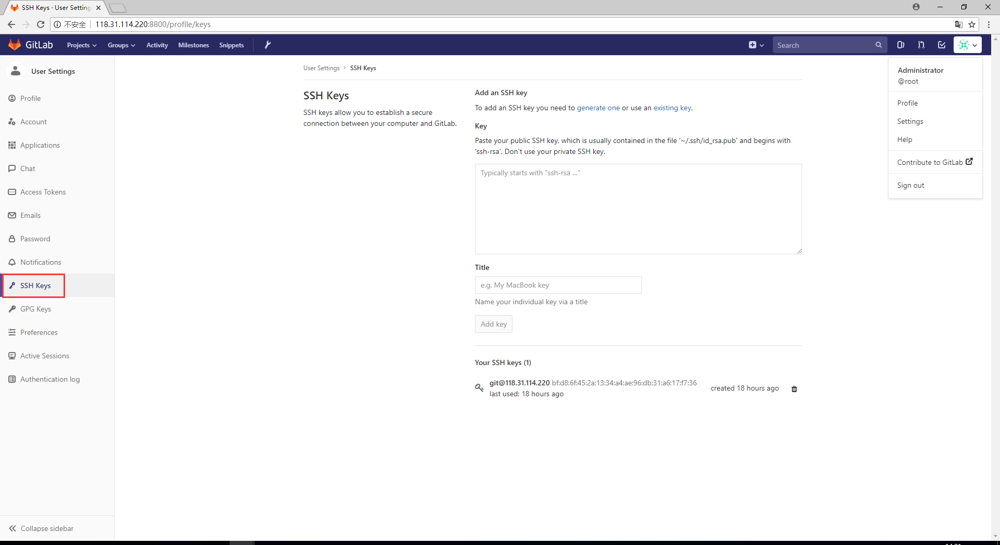 SSH Keys · User Setting
不安全
118.31.114.220:8800/profile/keys
GitLab
Projects
Groups
Activity
Milestones
Snippets
Search
User Settings
Profile
Account
Applications
Chat
Access Tokens
Emails
Password
Notifications
SSH Keys
GPG Keys
Preferences
Active Sessions
Authentication log
Collapse sidebar
User Settings › SSH Keys
SSH Keys
SSH keys allow you to establish a secure
connection between your computer and GitLab.
Add an SSH key
To add an SSH key you need to generate one or use an existing key.
Key
Paste your public SSH key, which is usually contained in the file '~/.ssh/id_rsa.pub' and begins with
'ssh-rsa'. Don't use your private SSH key.
Typically starts with "ssh-rsa ..."
Title
e.g. My MacBook key
Name your individual key via a title
Add key
Your SSH keys (1)
git@118.31.114.220 bf:d8:6f:45:2a:13:34:a4:ae:96:db:31:a6:17:f7:36
last used: 18 hours ago
created 18 hours ago
Administrator
@root
Profile
Settings
Help
Contribute to GitLab
Sign out